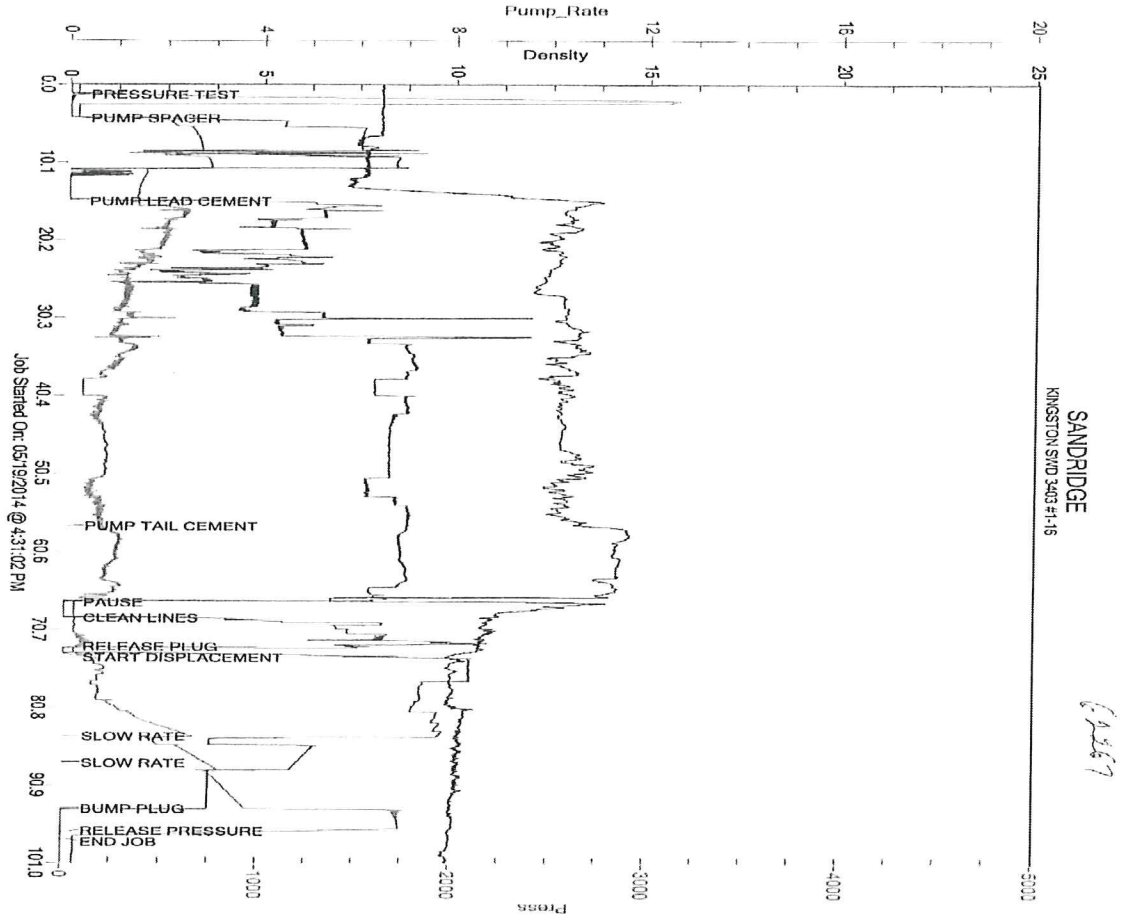 Pump_Rate
0 4 8 12 16 20
Density
0 5 10 15 20 25
0.0
PRESSURE TEST
PUMP SPACER
10.1
PUMP LEAD CEMENT
20.2
30.3
40.4
50.5
PUMP TAIL CEMENT
60.6
PAUSE
CLEAN LINES
70.7
RELEASE PLUG
START DISPLACEMENT
80.8
SLOW RATE
SLOW RATE
90.9
BUMP PLUG
RELEASE PRESSURE
END JOB
101.0
0 -1000 -2000 -3000 -4000 -5000
Press
Job Started On: 05/19/2014 @ 4:31:02 PM
SANDRIDGE
KINGSTON SWD 3403 #1-16